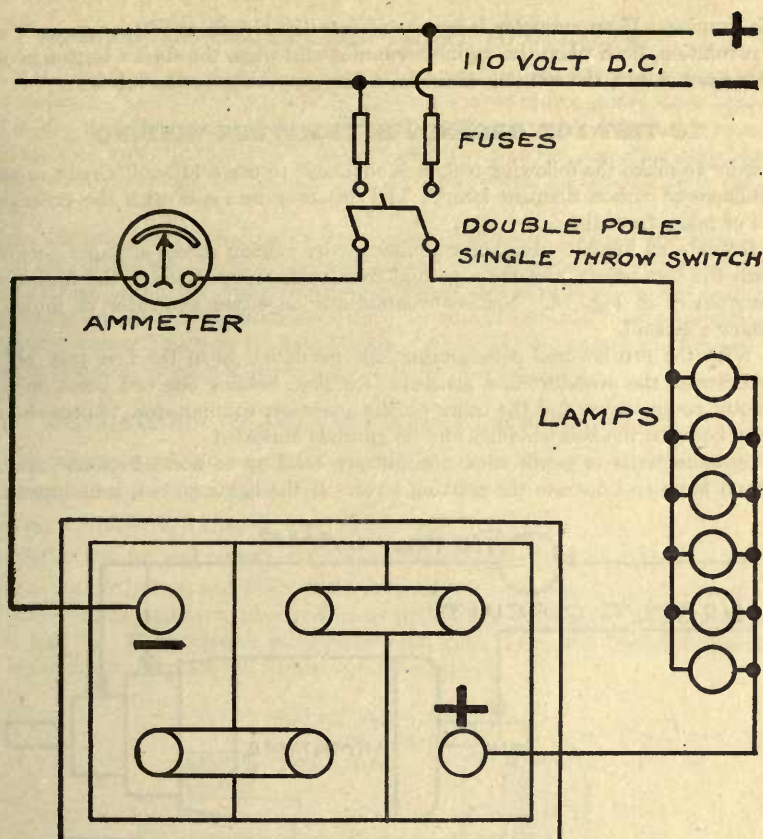 +
110 VOLT D.C.
−
FUSES
DOUBLE POLE
SINGLE THROW SWITCH
AMMETER
LAMPS
−
+